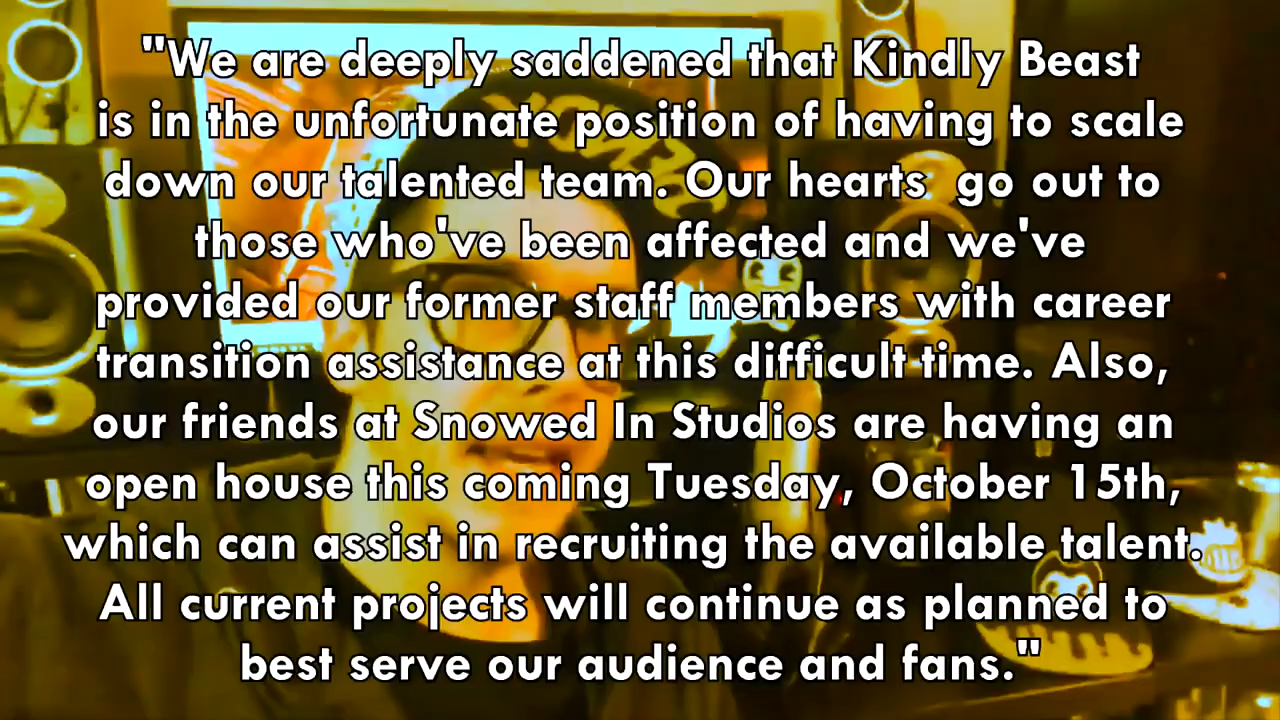 "We are deeply saddened that Kindly Beast
is in the unfortunate position of having to scale
down our talented team. Our hearts  go out to
those who've been affected and we've
provided our former staff members with career
transition assistance at this difficult time. Also,
our friends at Snowed In Studios are having an
open house this coming Tuesday, October 15th,
which can assist in recruiting the available talent.
All current projects will continue as planned to
best serve our audience and fans."